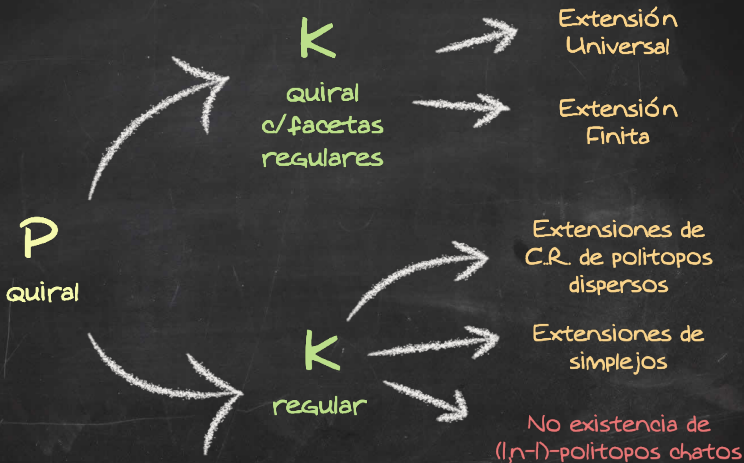 K
quiral
c/facetas
regulares
Extensión
Universal
Extensión
Finita
P
quiral
K
regular
Extensiones de
C.R. de politopos
dispersos
Extensiones de
simplejos
No existencia de
(1,n-1)-politopos chatos